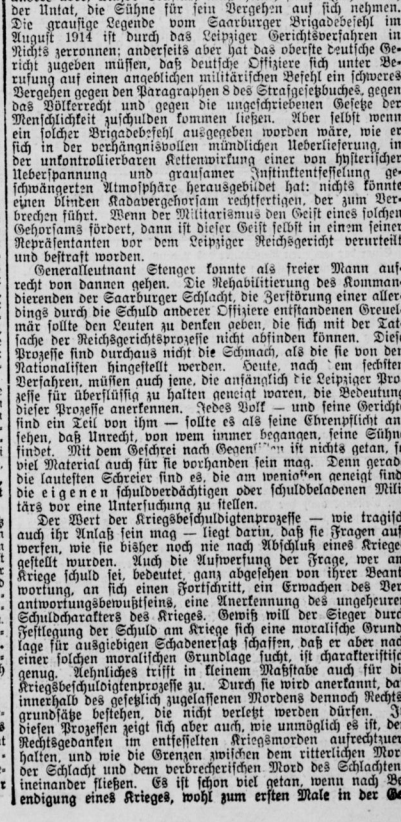 der Untat, die Sühne für sein Vergehen auf sich nehmen.
Die grausige Legende vom Saarburger Brigadebefehl im
August 1914 ist durch das Leipziger Gerichtsverfahren in
Nichts zerronnen; anderseits aber hat das oberste deutsche Ge-
richt zugeben müssen, daß deutsche Offiziere sich unter Be-
rufung auf einen angeblichen militärischen Befehl ein schweres
Vergehen gegen den Paragraphen 8 des Strafgesetzbuches, gegen
das Völkerrecht und gegen die ungeschriebenen Gesetze der
Menschlichkeit zuschulden kommen ließen. Aber selbst wenn
ein solcher Brigadebefehl ausgegeben worden wäre, wie er
sich in der verhängnisvollen mündlichen Ueberlieferung, in
der unkontrollierbaren Kettenwirkung einer von hysterischer
Ueberspannung und grausamer Instinktentfesselung ge-
schwängerten Atmosphäre herausgebildet hat: nichts könnte
einen blinden Kadavergehorsam rechtfertigen, der zum Ver-
brechen führt. Wenn der Militarismus den Geist eines solchen
Gehorsams fördert, dann ist dieser Geist selbst in einem seiner
Repräsentanten vor dem Leipziger Reichsgericht verurteilt
und bestraft worden.
Generalleutnant Stenger konnte als freier Mann auf-
recht von dannen gehen. Die Rehabilitierung des Komman-
dierenden der Saarburger Schlacht, die Zerstörung einer aller-
dings durch die Schuld anderer Offiziere entstandenen Greuel-
mär sollte den Leuten zu denken geben, die sich mit der Tat-
sache der Reichsgerichtsprozesse nicht abfinden können. Diese
Prozesse sind durchaus nicht die Schmach, als die sie von den
Nationalisten hingestellt werden. Heute, nach dem sechsten
Verfahren, müssen auch jene, die anfänglich die Leipziger Pro-
zesse für überflüssig zu halten geneigt waren, die Bedeutung
dieser Prozesse anerkennen. Jedes Volk — und seine Gerichte
sind ein Teil von ihm — sollte es als seine Ehrenpflicht an-
sehen, daß Unrecht, von wem immer begangen, seine Sühne
findet. Mit dem Geschrei nach ist nichts getan, so
viel Material auch für sie vorhanden sein mag. Denn gerade
die lautesten Schreier sind es, die am wenigsten geneigt sind,
die eigenen schuldverdächtigen oder schuldbeladenen Mili-
tärs vor eine Untersuchung zu stellen.
Der Wert der Kriegsbeschuldigtenprozesse — wie tragisch
auch ihr Anlaß sein mag — liegt darin, daß sie Fragen auf-
werfen, wie sie bisher noch nie nach Abschluß eines Krieges
gestellt wurden. Auch die Aufwerfung der Frage, wer am
Kriege schuld sei, bedeutet, ganz abgesehen von ihrer Beant-
wortung, an sich einen Fortschritt, ein Erwachen des Ver-
antwortungsbewußtseins, eine Anerkennung des ungeheuren
Schuldcharakters des Krieges. Gewiß will der Sieger durch
Festlegung der Schuld am Kriege sich eine moralische Grund-
lage für ausgiebigen Schadenersatz schaffen, daß er aber nach
einer solchen moralischen Grundlage sucht, ist charakteristisch
genug. Aehnliches trifft in kleinem Maßstabe auch für die
Kriegsbeschuldigtenprozesse zu. Durch sie wird anerkannt, daß
innerhalb des gesetzlich zugelassenen Mordens dennoch Rechts-
grundsätze bestehen, die nicht verletzt werden dürfen. In
diesen Prozessen zeigt sich aber auch, wie unmöglich es ist, den
Rechtsgedanken im entfesselten Kriegsmorden aufrechtzuer-
halten, und wie die Grenzen zwischen dem ritterlichen Mord
der Schlacht und dem verbrecherischen Mord des Schlachtens
ineinander fließen. Es ist schon viel getan, wenn nach Be-
endigung eines Krieges, wohl zum ersten Male in der